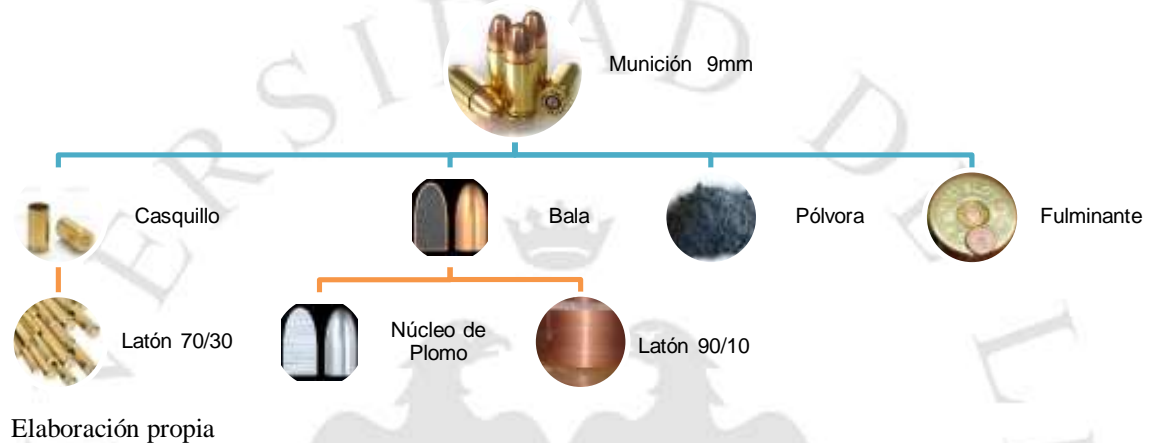 Munición 9mm
Casquillo
Bala
Pólvora
Fulminante
Latón 70/30
Núcleo de
Plomo
Latón 90/10
Elaboración propia